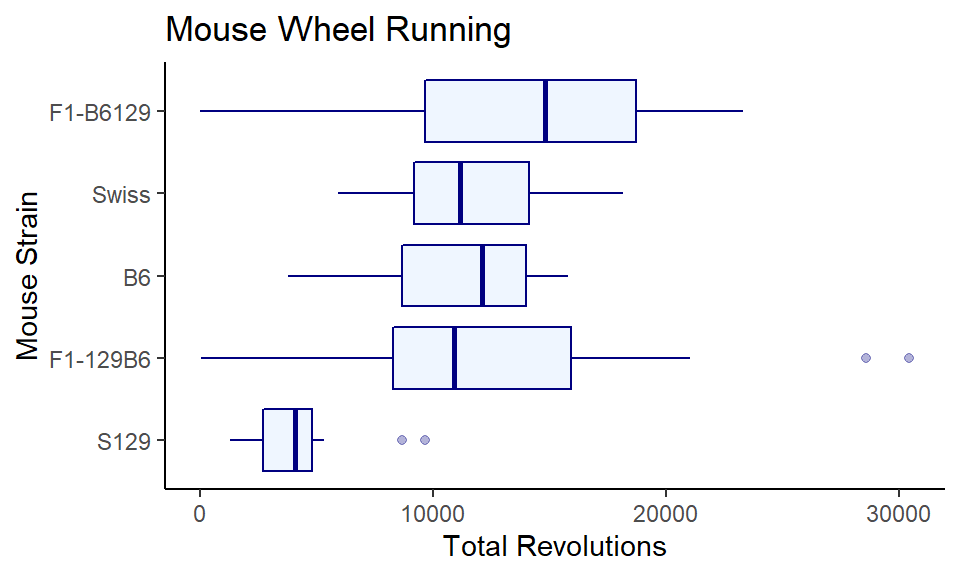 Mouse Wheel Running
Mouse Strain
F1-B6129
Swiss
B6
F1-129B6
S129
0 10000 20000 30000
Total Revolutions